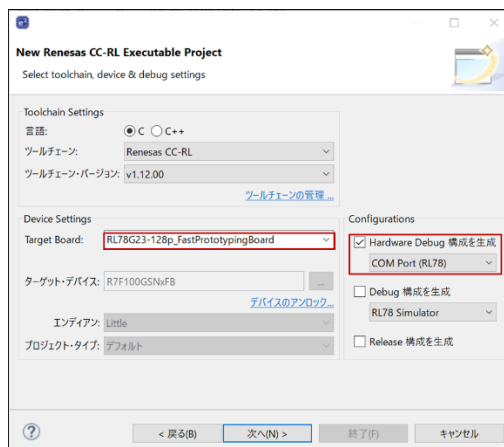 New Renesas CC-RL Executable Project
Select toolchain, device & debug settings
Toolchain Settings
言語: C C++
ツールチェーン: Renesas CC-RL
ツールチェーン・バージョン: v1.12.00
ツールチェーンの管理 ...
Device Settings
Target Board: RL78G23-128p_FastPrototypingBoard
ターゲット・デバイス: R7F100GSNxFB ...
デバイスのアンロック...
エンディアン: Little
プロジェクト・タイプ: デフォルト
Configurations
Hardware Debug 構成を生成
COM Port (RL78)
Debug 構成を生成
RL78 Simulator
Release 構成を生成
? < 戻る(B) 次へ(N) > 終了(F) キャンセル